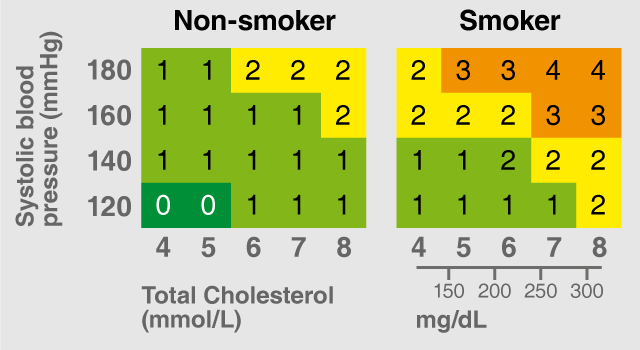 Non-smoker Smoker
Systolic blood
pressure (mmHg)
180 1 1 2 2 2 2 3 3 4 4
160 1 1 1 1 2 2 2 2 3 3
140 1 1 1 1 1 1 1 2 2 2
120 0 0 1 1 1 1 1 1 1 2
4 5 6 7 8 4 5 6 7 8
150 200 250 300
Total Cholesterol
(mmol/L) mg/dL